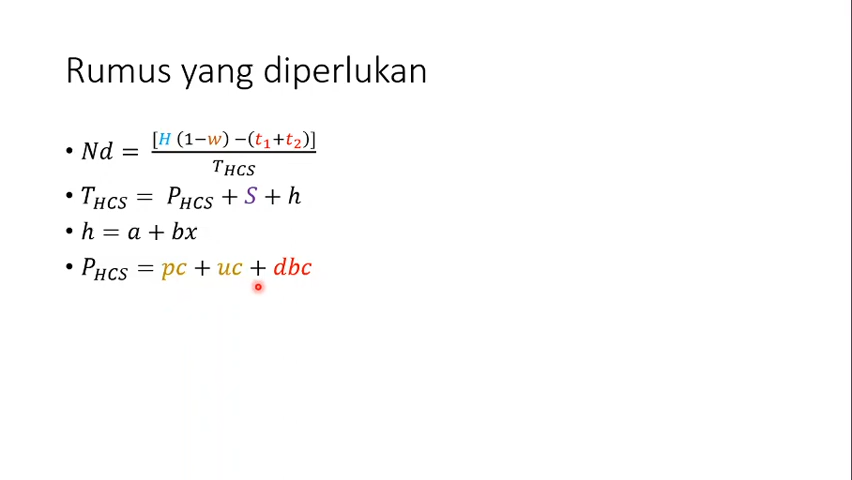 Rumus yang diperlukan
• Nd = [H (1−w) −(t₁+t₂)] / T_HCS
• T_HCS = P_HCS + S + h
• h = a + bx
• P_HCS = pc + uc + dbc